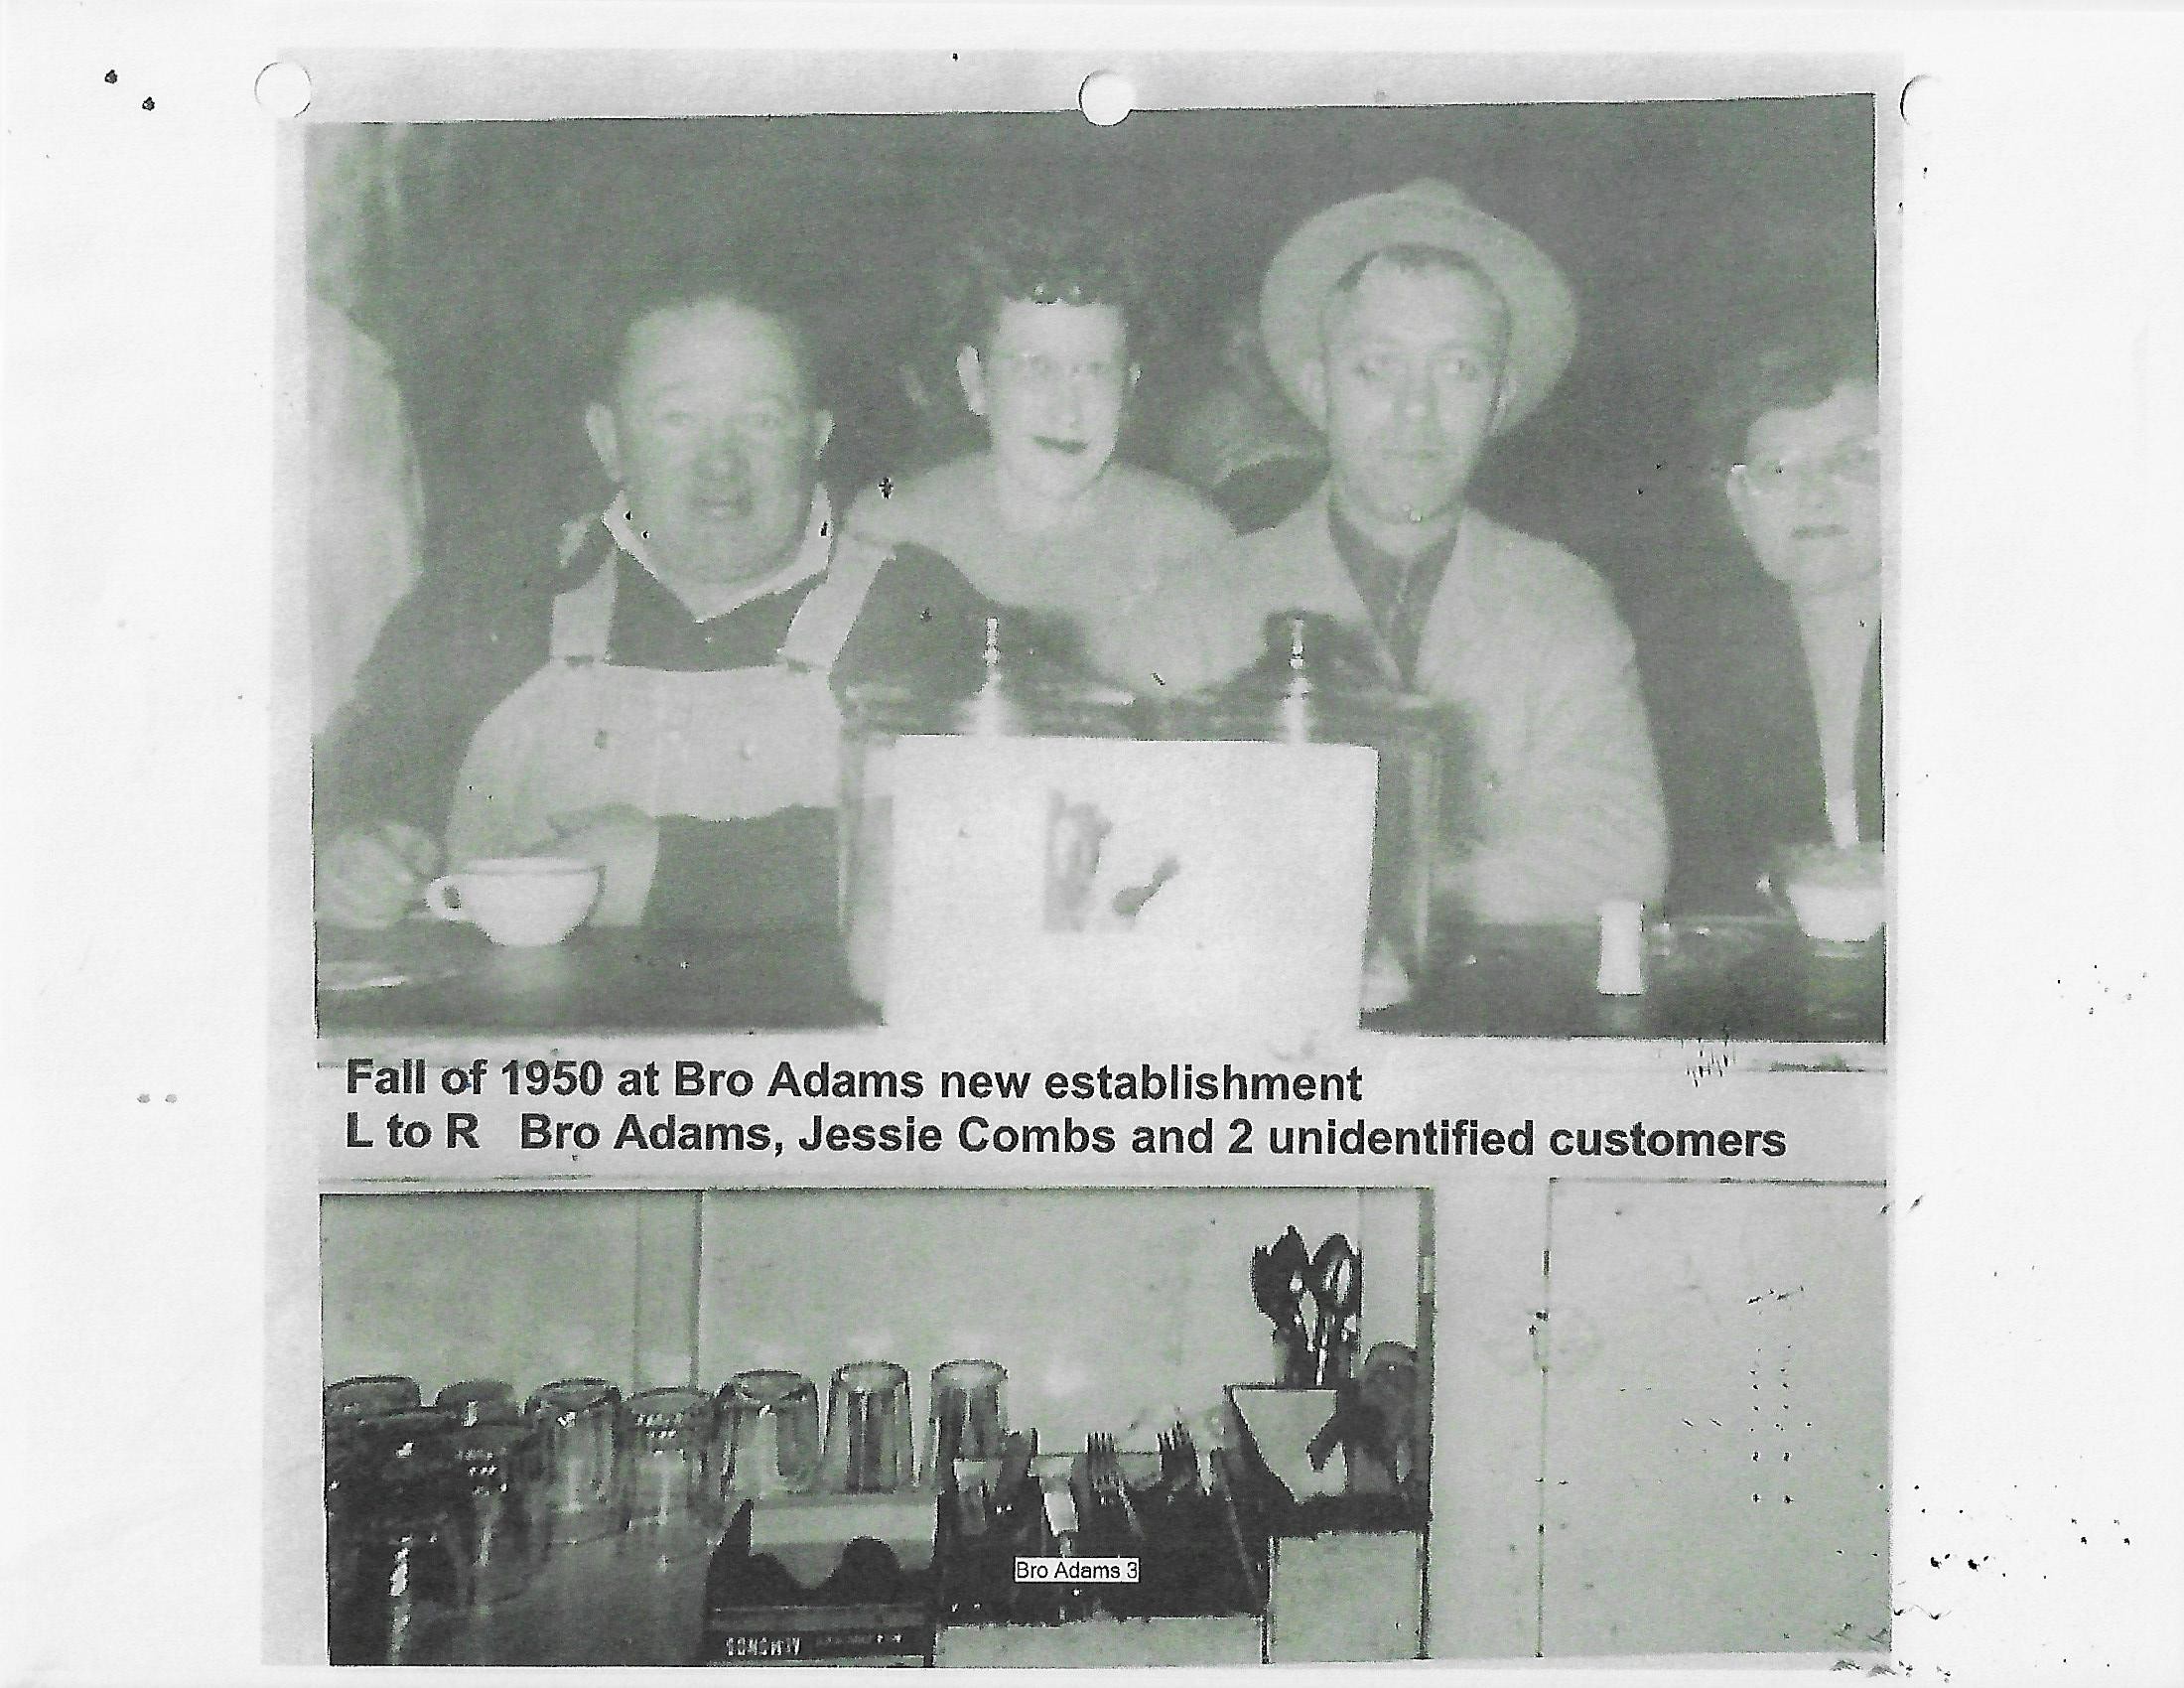 Fall of 1950 at Bro Adams new establishment
L to R Bro Adams, Jessie Combs and 2 unidentified customers
Bro Adams 3
ALMONDS